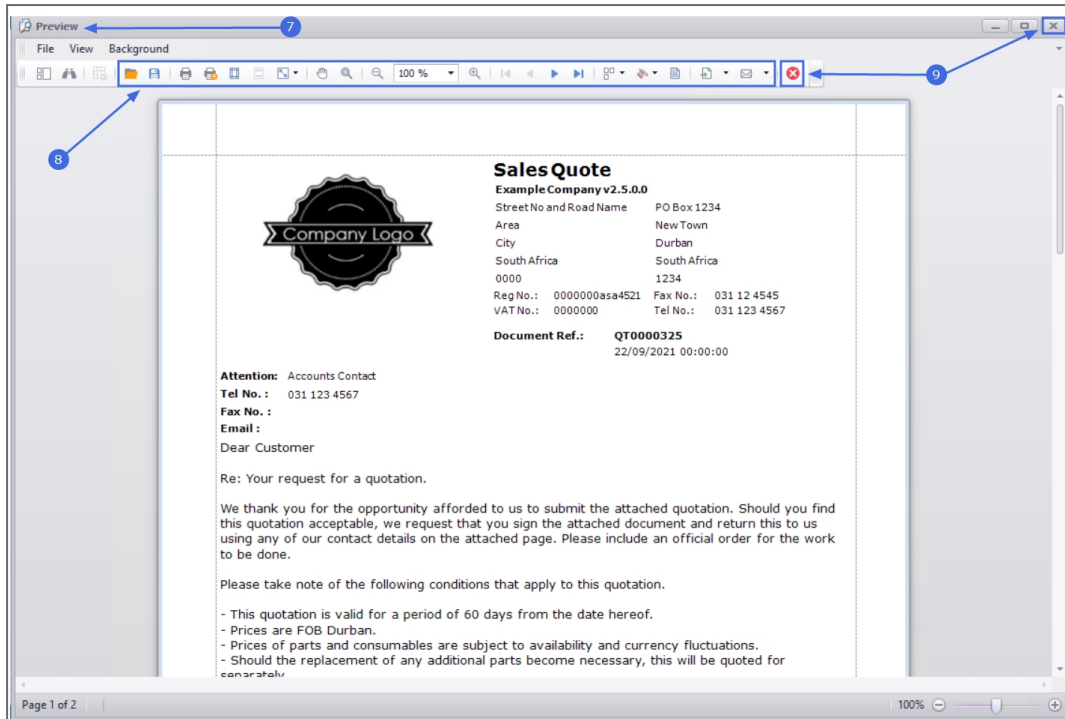 Preview
7
File View Background
100 %
9
8
Company Logo
Sales Quote
Example Company v2.5.0.0
Street No and Road Name PO Box 1234
Area New Town
City Durban
South Africa South Africa
0000 1234
Reg No.: 0000000asa4521 Fax No.: 031 12 4545
VAT No.: 0000000 Tel No.: 031 123 4567
Document Ref.: QT0000325
22/09/2021 00:00:00
Attention: Accounts Contact
Tel No. : 031 123 4567
Fax No. :
Email :
Dear Customer
Re: Your request for a quotation.
We thank you for the opportunity afforded to us to submit the attached quotation. Should you find
this quotation acceptable, we request that you sign the attached document and return this to us
using any of our contact details on the attached page. Please include an official order for the work
to be done.
Please take note of the following conditions that apply to this quotation.
- This quotation is valid for a period of 60 days from the date hereof.
- Prices are FOB Durban.
- Prices of parts and consumables are subject to availability and currency fluctuations.
- Should the replacement of any additional parts become necessary, this will be quoted for
separately.
Page 1 of 2 100%